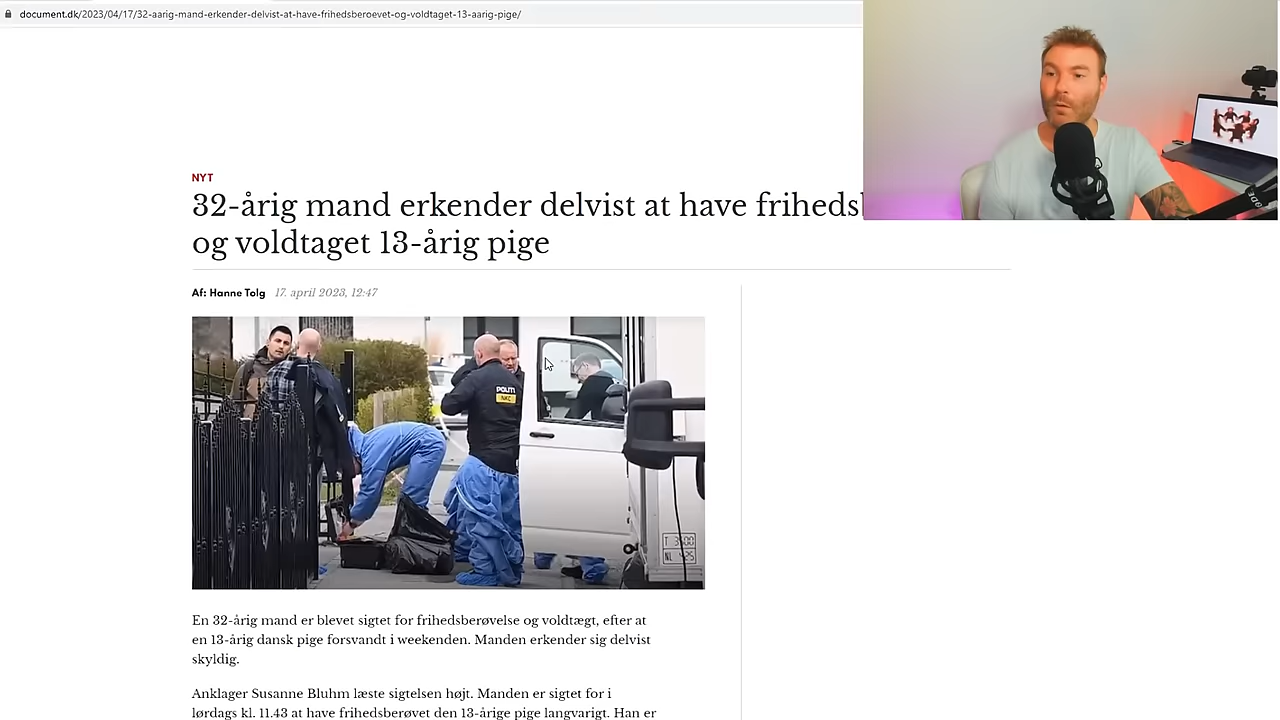 document.dk/2023/04/17/32-aarig-mand-erkender-delvist-at-have-frihedsberoevet-og-voldtaget-13-aarig-pige/
NYT
32-årig mand erkender delvist at have friheds
og voldtaget 13-årig pige
Af: Hanne Tolg 17. april 2023, 12:47
POLITI
NKC
En 32-årig mand er blevet sigtet for frihedsberøvelse og voldtægt, efter at
en 13-årig dansk pige forsvandt i weekenden. Manden erkender sig delvist
skyldig.
Anklager Susanne Bluhm læste sigtelsen højt. Manden er sigtet for i
lørdags kl. 11.43 at have frihedsberøvet den 13-årige pige langvarigt. Han er